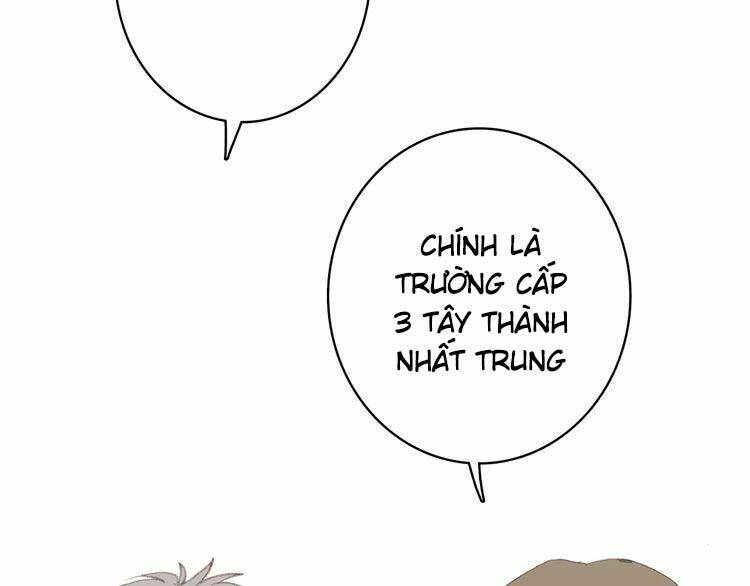 CHÍNH LÀ
TRƯỜNG CẤP
3 TÂY THÀNH
NHẤT TRUNG